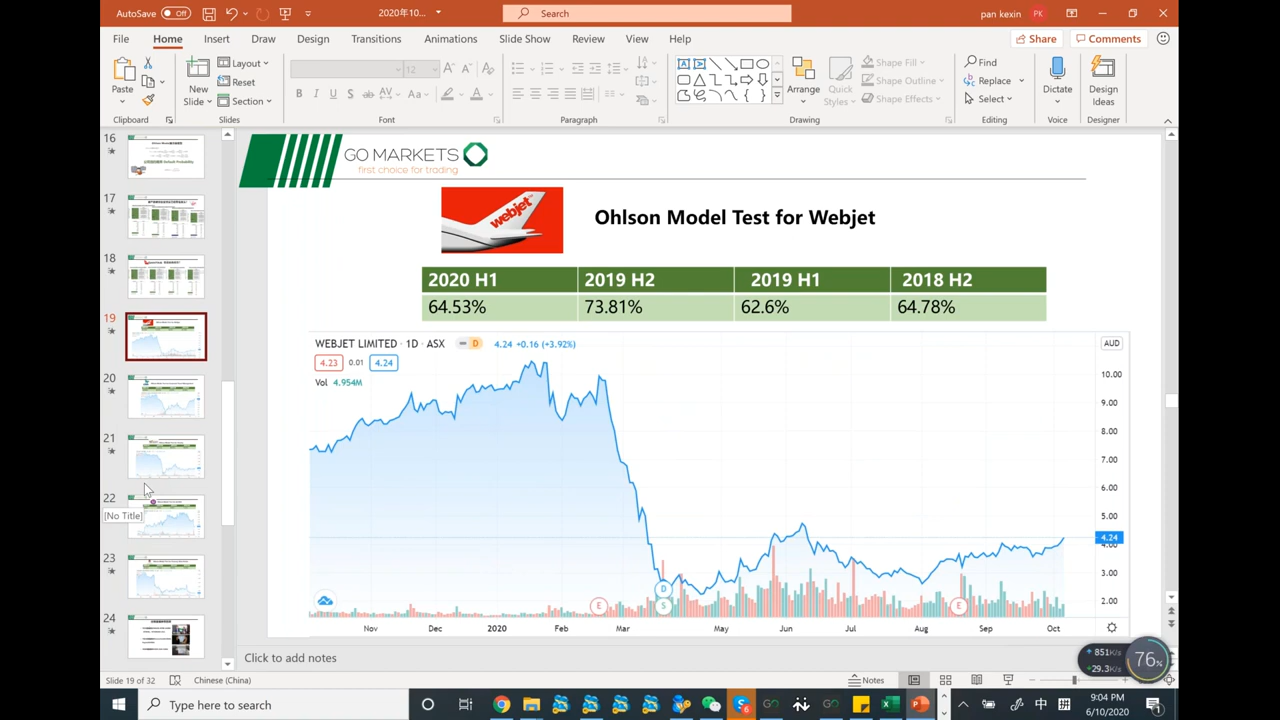 AutoSave Off 2020年10... Search pan kexin PK
File Home Insert Draw Design Transitions Animations Slide Show Review View Help Share Comments
Paste New Slide Layout Reset Section 12 Arrange Quick Styles Shape Fill Shape Outline Shape Effects Find Replace Select Dictate Design Ideas
Clipboard Slides Font Paragraph Drawing Editing Voice Designer
16
17
18
19
20
21
22
[No Title]
23
24
GO MARKETS
first choice for trading
webjet
Ohlson Model Test for Webjet
2020 H1 2019 H2 2019 H1 2018 H2
64.53% 73.81% 62.6% 64.78%
WEBJET LIMITED · 1D · ASX D 4.24 +0.16 (+3.92%) AUD
4.23 0.01 4.24
Vol 4.954M
10.00
9.00
8.00
7.00
6.00
5.00
4.24
4.00
3.00
2.00
E D S E
Nov Dec 2020 Feb Mar May Jun Aug Sep Oct
Click to add notes
851K/s
29.3K/s
76%
Slide 19 of 32 Chinese (China) Notes
Type here to search 中 9:04 PM
6/10/2020